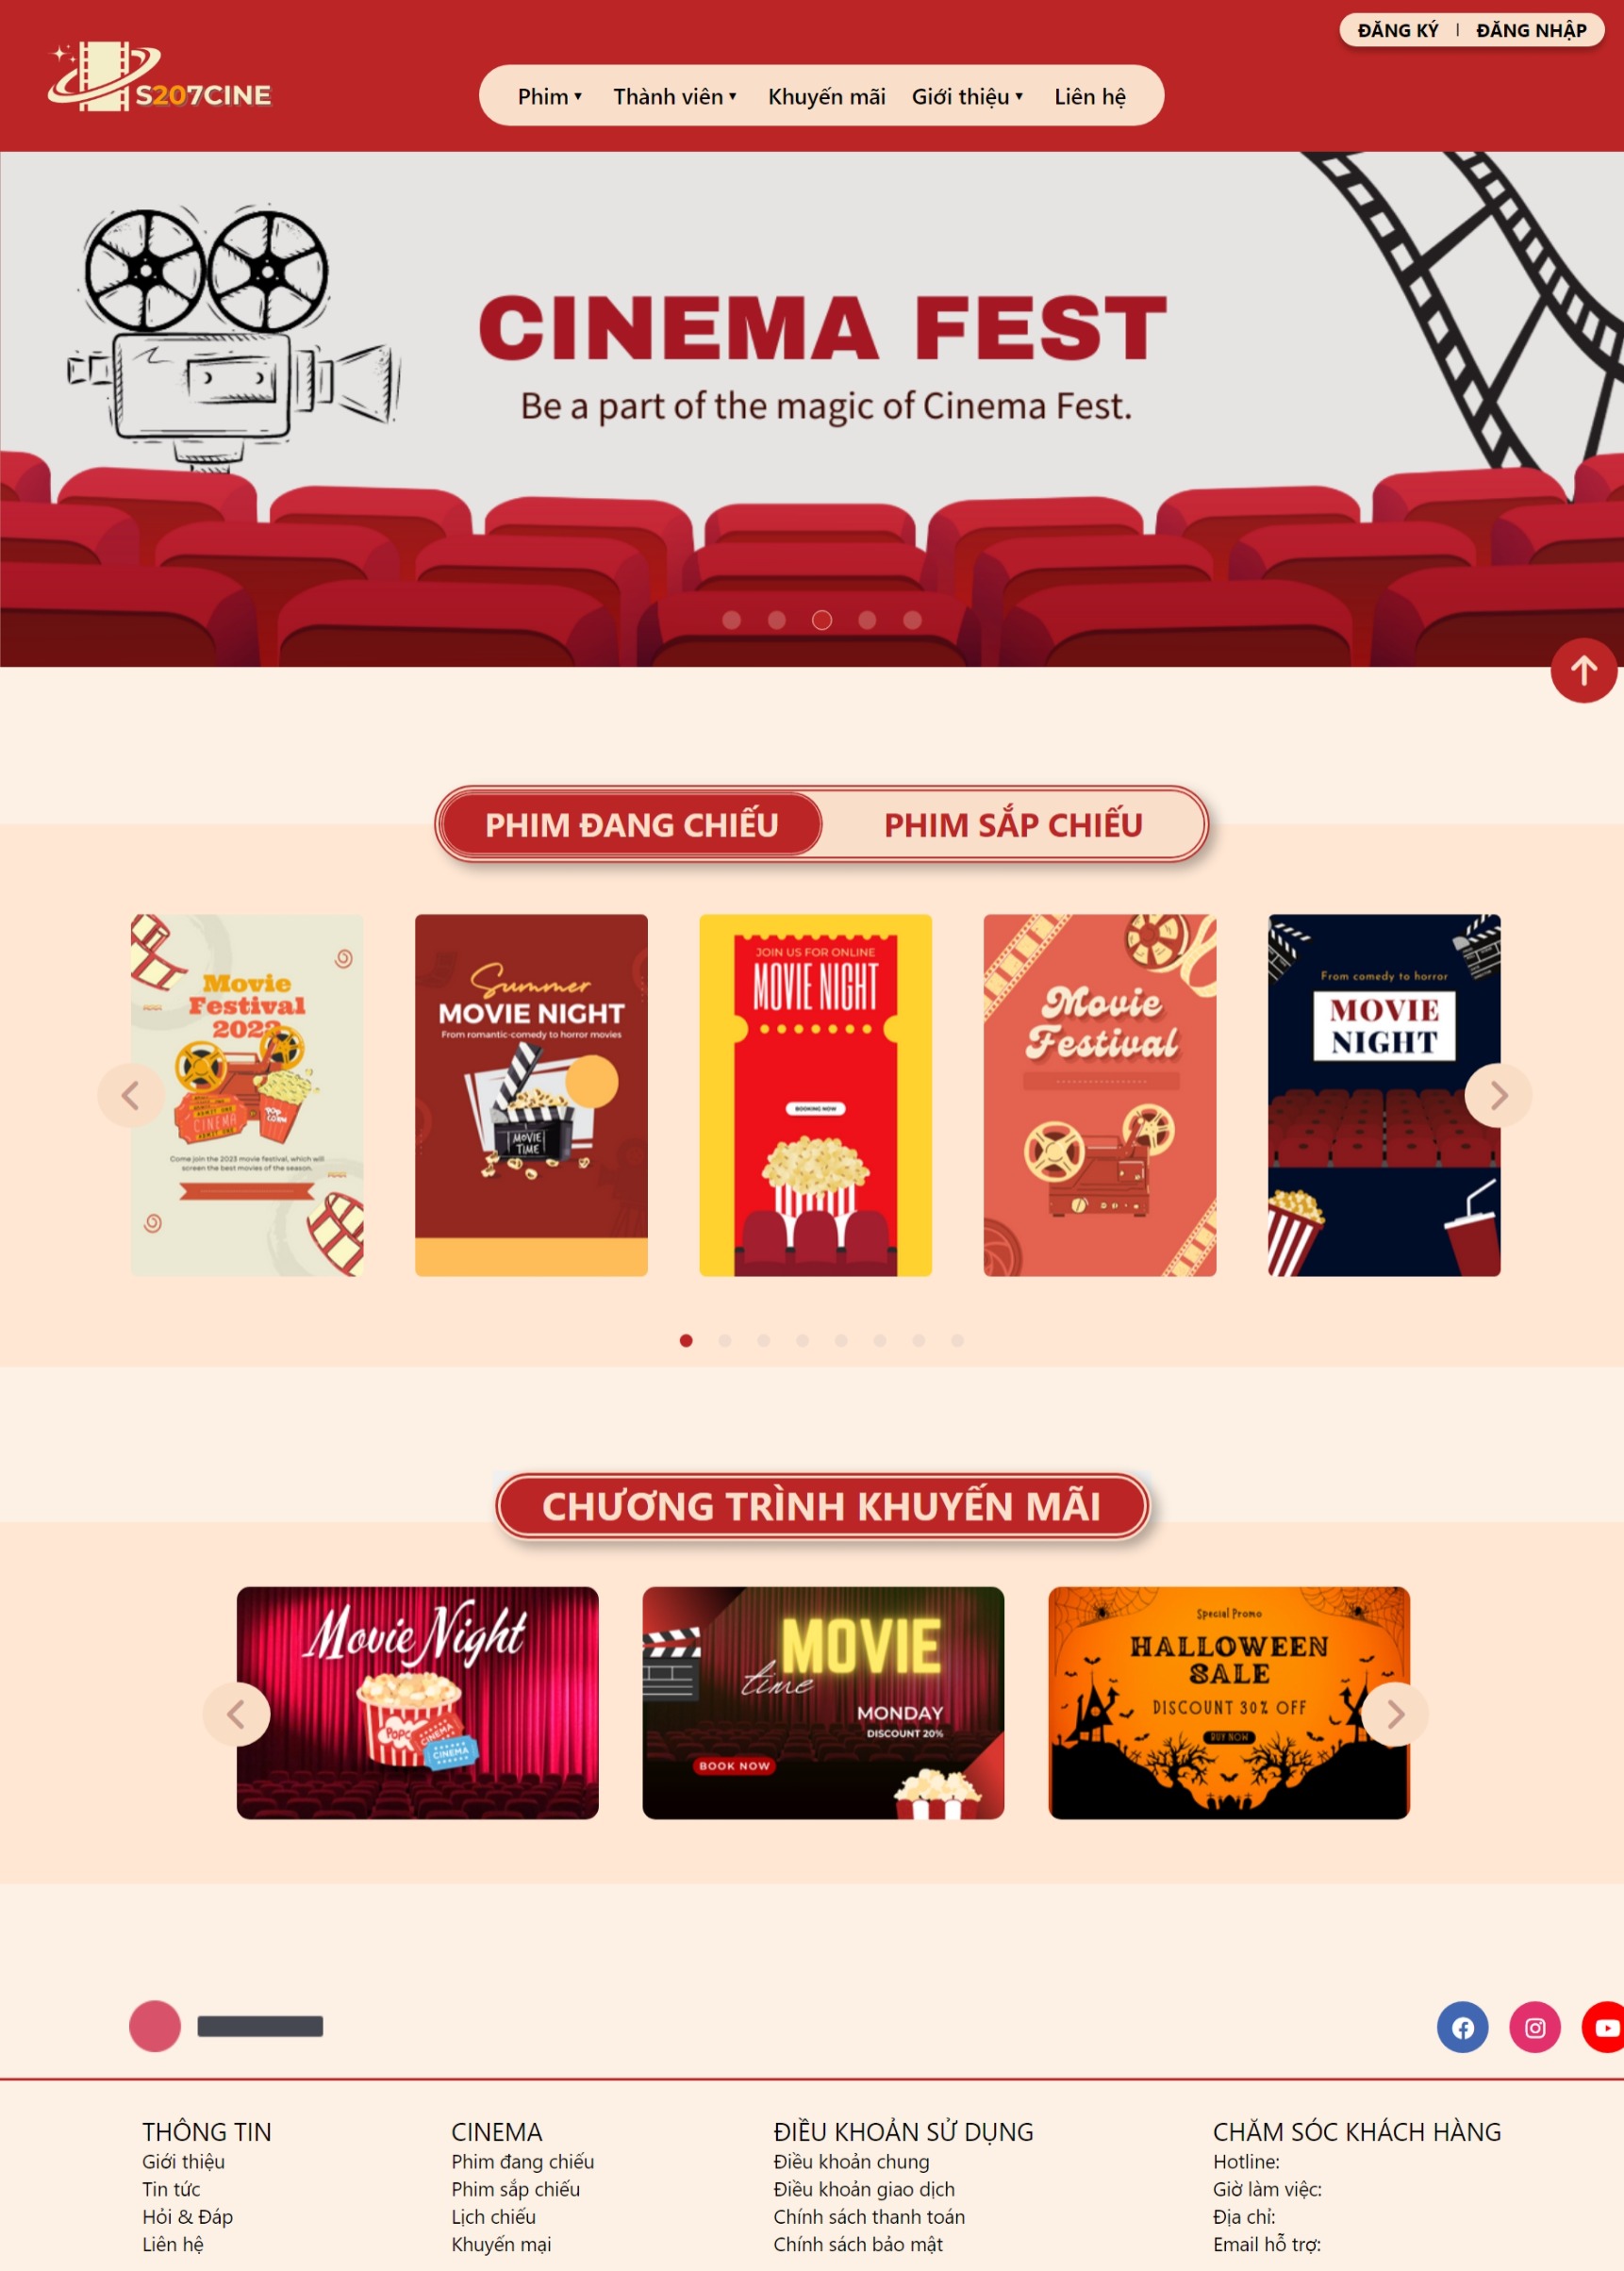 ĐĂNG KÝ | ĐĂNG NHẬP
S207CINE
Phim ▾ Thành viên ▾ Khuyến mãi Giới thiệu ▾ Liên hệ
CINEMA FEST
Be a part of the magic of Cinema Fest.
PHIM ĐANG CHIẾU PHIM SẮP CHIẾU
Movie
Festival
2023
CINEMA
POP
CORN
Come join the 2023 movie festival, which will
screen the best movies of the season.
Summer
MOVIE NIGHT
From romantic-comedy to horror movies
MOVIE
TIME
JOIN US FOR ONLINE
MOVIE NIGHT
BOOKING NOW
Movie
Festival
From comedy to horror
MOVIE
NIGHT
CHƯƠNG TRÌNH KHUYẾN MÃI
Movie Night
CINEMA
CINEMA
MOVIE
time
MONDAY
DISCOUNT 20%
BOOK NOW
Special Promo
HALLOWEEN
SALE
DISCOUNT 30% OFF
BUY NOW
THÔNG TIN
Giới thiệu
Tin tức
Hỏi & Đáp
Liên hệ
CINEMA
Phim đang chiếu
Phim sắp chiếu
Lịch chiếu
Khuyến mại
ĐIỀU KHOẢN SỬ DỤNG
Điều khoản chung
Điều khoản giao dịch
Chính sách thanh toán
Chính sách bảo mật
CHĂM SÓC KHÁCH HÀNG
Hotline:
Giờ làm việc:
Địa chỉ:
Email hỗ trợ: